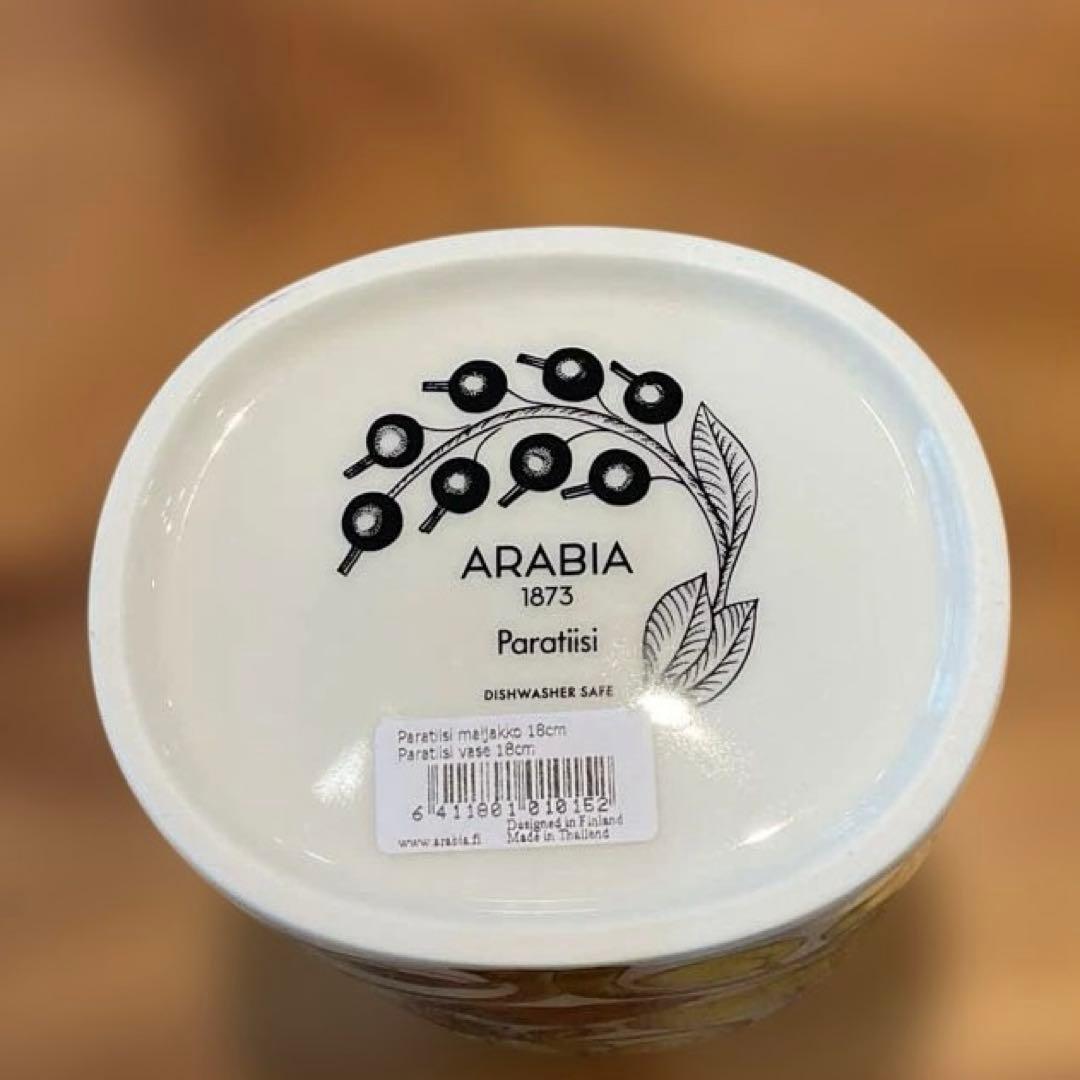 ARABIA
1873
Paratiisi
DISHWASHER SAFE
Paratiisi maljakko 18cm
Paratiisi vase 18cm
6 411801 010152
Designed in Finland
www.arabia.fi Made in Thailand